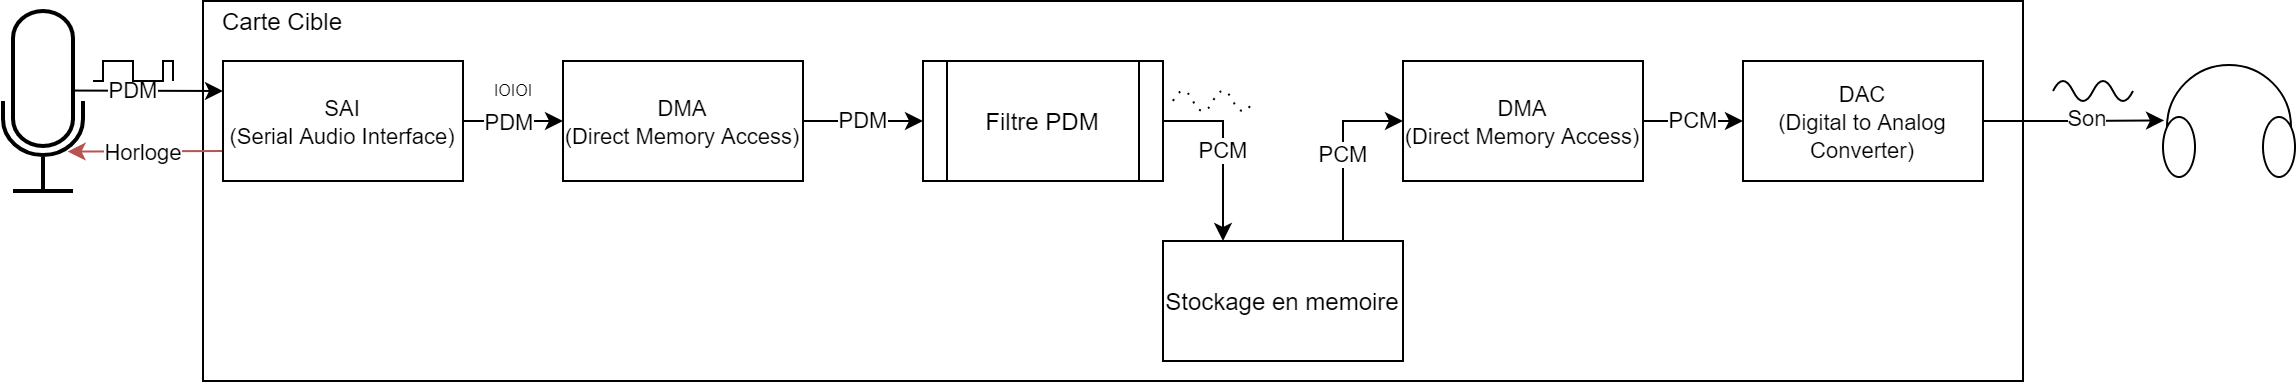 Carte Cible
PDM
Horloge
SAI
(Serial Audio Interface)
IOIOI
PDM
DMA
(Direct Memory Access)
PDM
Filtre PDM
PCM
Stockage en memoire
PCM
DMA
(Direct Memory Access)
PCM
DAC
(Digital to Analog
Converter)
Son